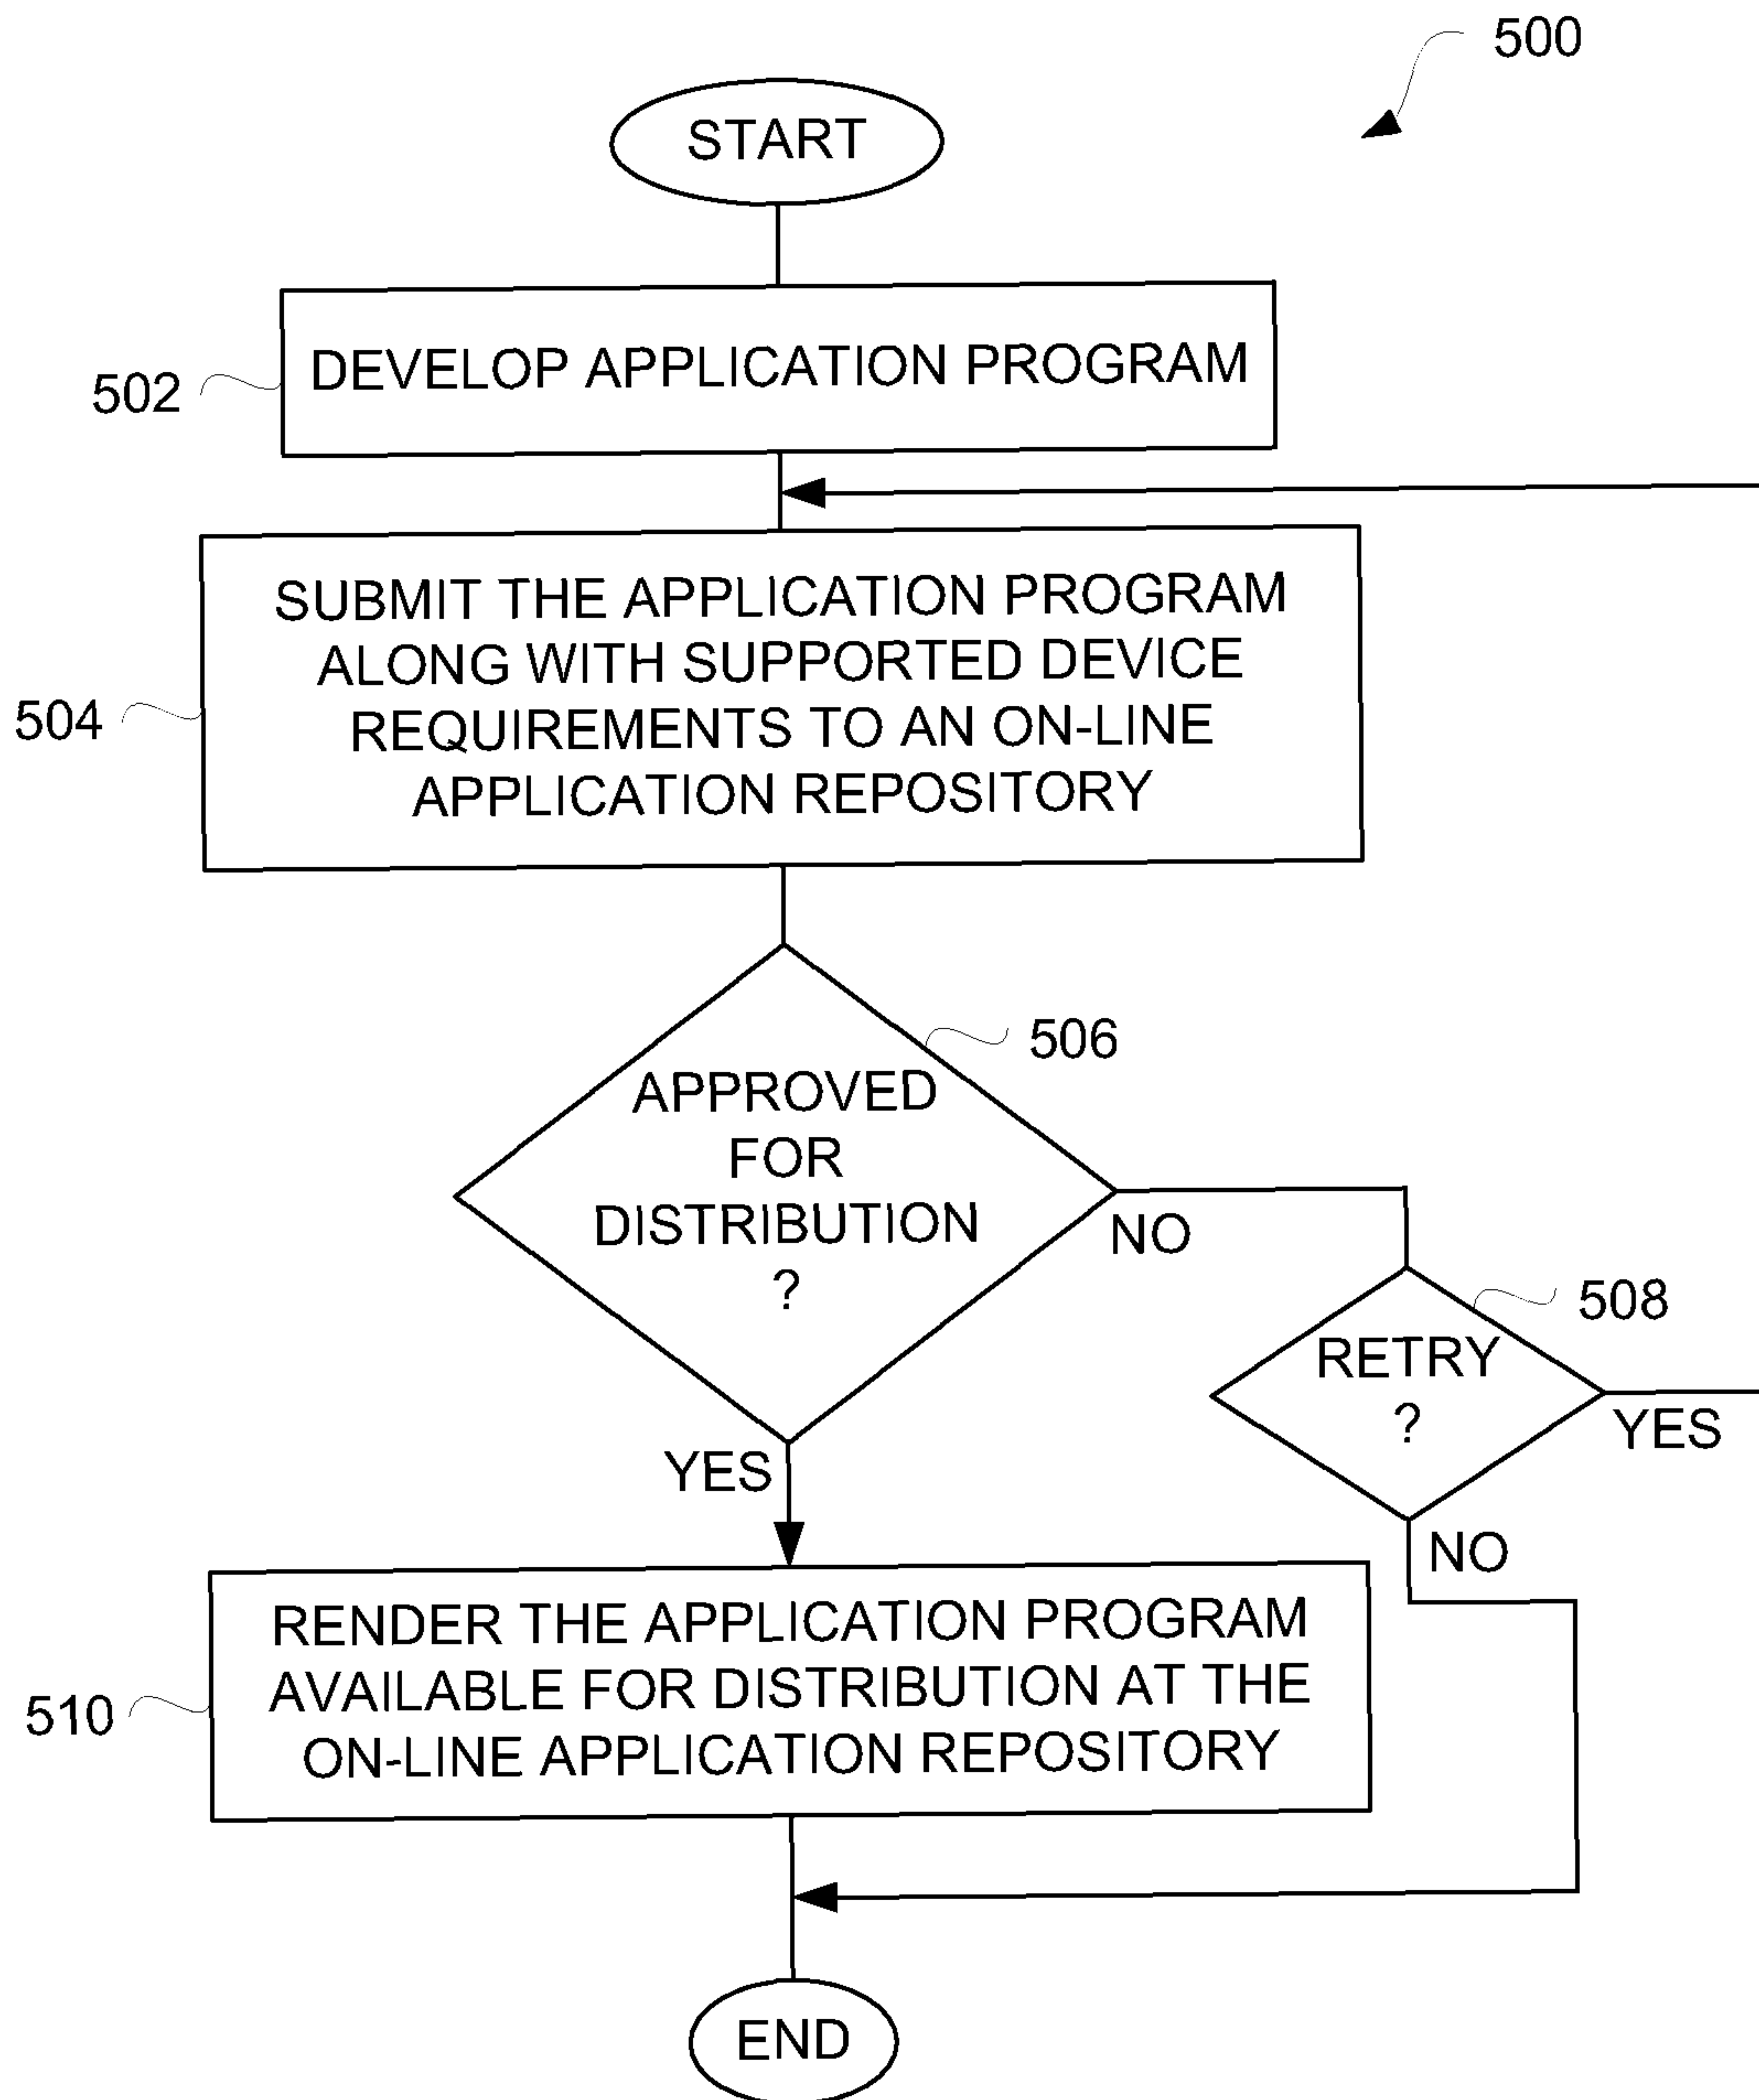 500
START
DEVELOP APPLICATION PROGRAM
502
SUBMIT THE APPLICATION PROGRAM
ALONG WITH SUPPORTED DEVICE
REQUIREMENTS TO AN ON-LINE
APPLICATION REPOSITORY
504
506
APPROVED
FOR
DISTRIBUTION
?
NO
508
RETRY
?
YES
YES
NO
RENDER THE APPLICATION PROGRAM
AVAILABLE FOR DISTRIBUTION AT THE
ON-LINE APPLICATION REPOSITORY
510
END